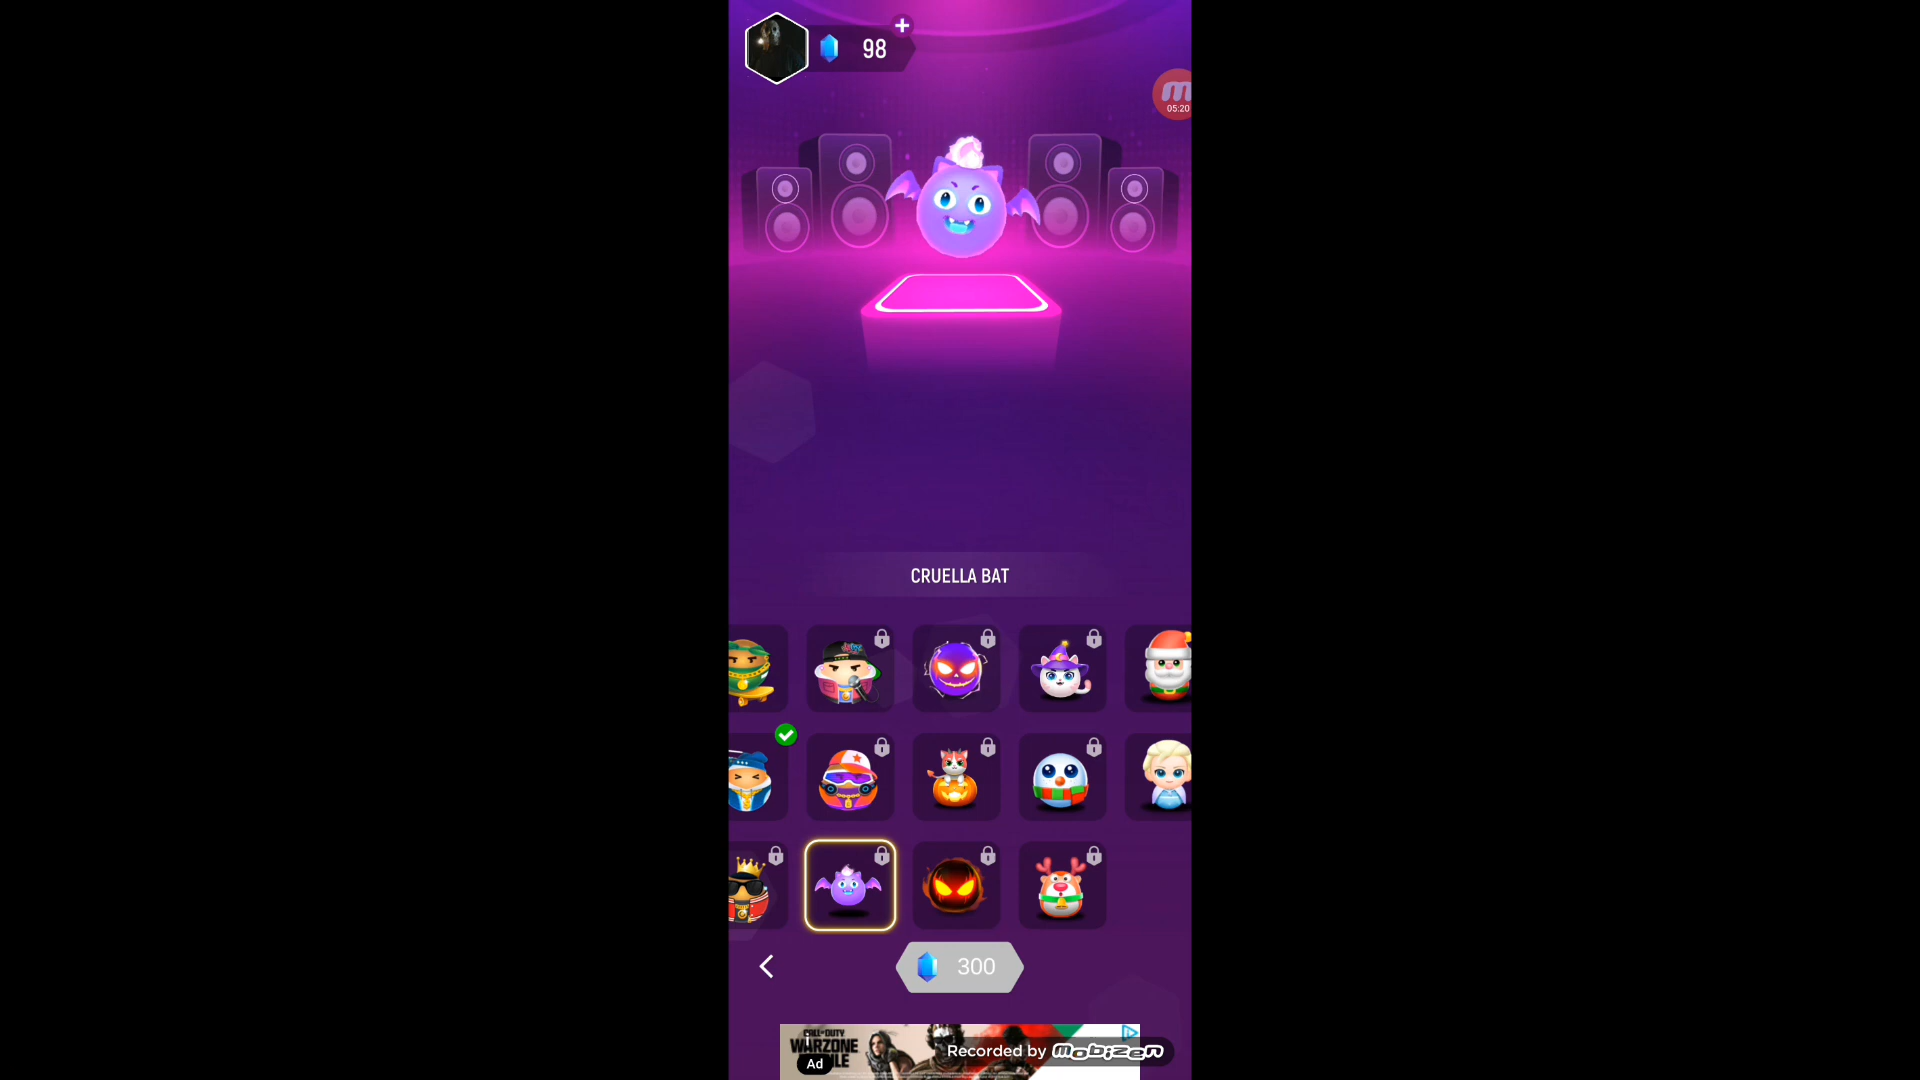 98
05:20
CRUELLA BAT
300
CALL OF DUTY
WARZONE
Ad
Recorded by mobizen